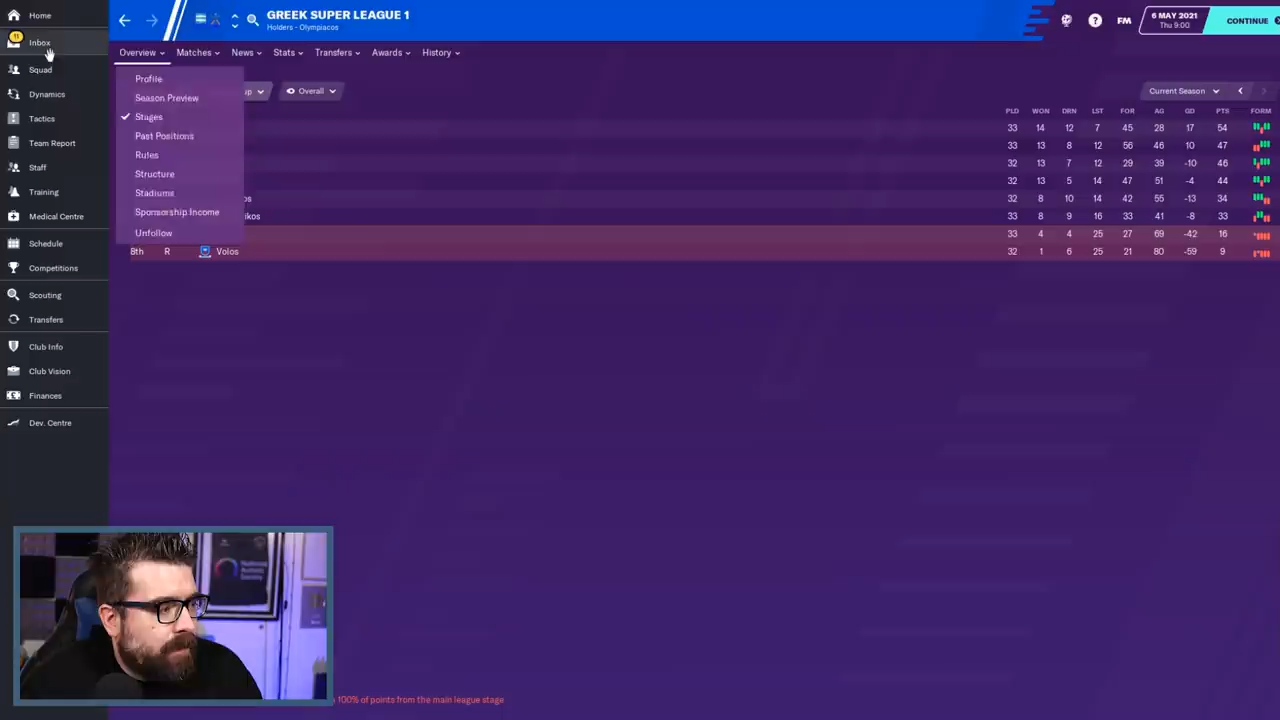 Home
GREEK SUPER LEAGUE 1
Holders - Olympiacos
6 MAY 2021
Thu 9:00
CONTINUE
FM
11
Inbox
Squad
Dynamics
Tactics
Team Report
Staff
Training
Medical Centre
Schedule
Competitions
Scouting
Transfers
Club Info
Club Vision
Finances
Dev. Centre
Overview Matches News Stats Transfers Awards History
Profile
Season Preview
Stages
Past Positions
Rules
Structure
Stadiums
Sponsorship Income
Unfollow
up Overall Current Season
PLD WON DRN LST FOR AG GD PTS FORM
33 14 12 7 45 28 17 54
33 13 8 12 56 46 10 47
32 13 7 12 29 39 -10 46
32 13 5 14 47 51 -4 44
os 32 8 10 14 42 55 -13 34
ikos 33 8 9 16 33 41 -8 33
33 4 4 25 27 69 -42 16
8th R Volos 32 1 6 25 21 80 -59 9
100% of points from the main league stage